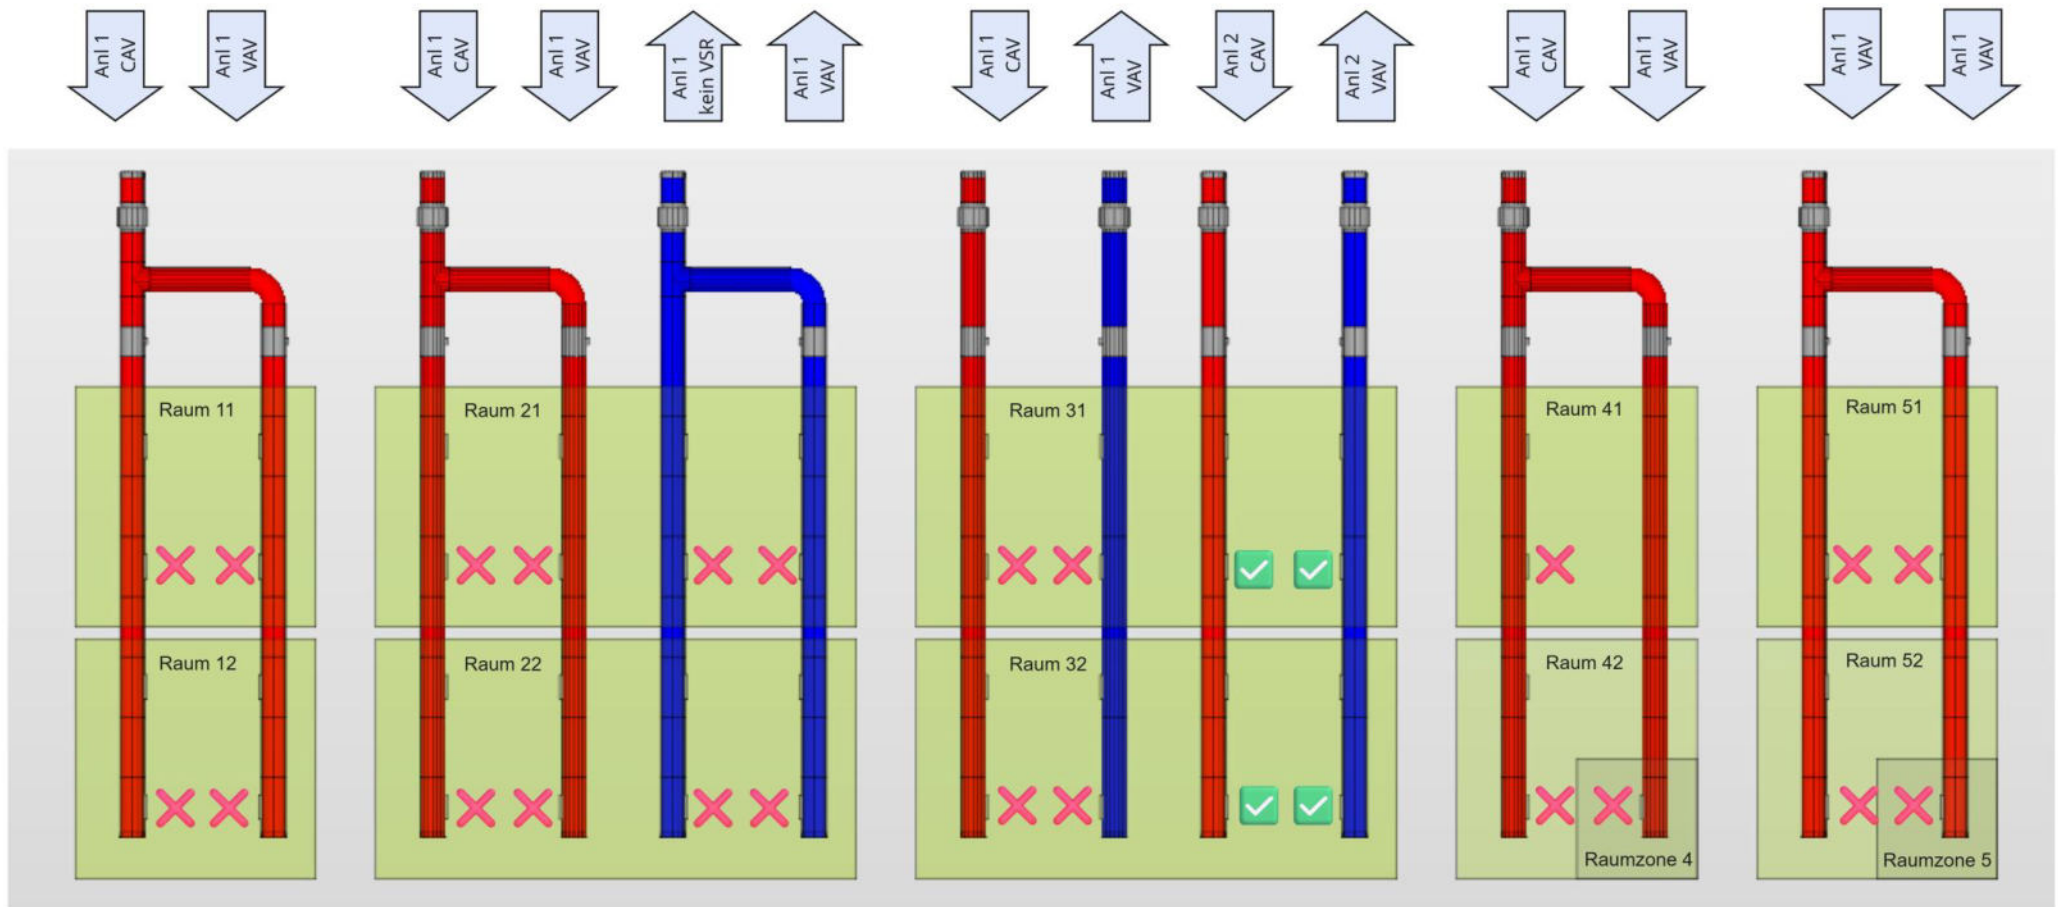 Anl 1
CAV
Anl 1
VAV
Anl 1
CAV
Anl 1
VAV
Anl 1
kein VSR
Anl 1
VAV
Anl 1
CAV
Anl 1
VAV
Anl 2
CAV
Anl 2
VAV
Anl 1
CAV
Anl 1
VAV
Anl 1
VAV
Anl 1
VAV
Raum 11
Raum 21
Raum 31
Raum 41
Raum 51
Raum 12
Raum 22
Raum 32
Raum 42
Raum 52
Raumzone 4
Raumzone 5